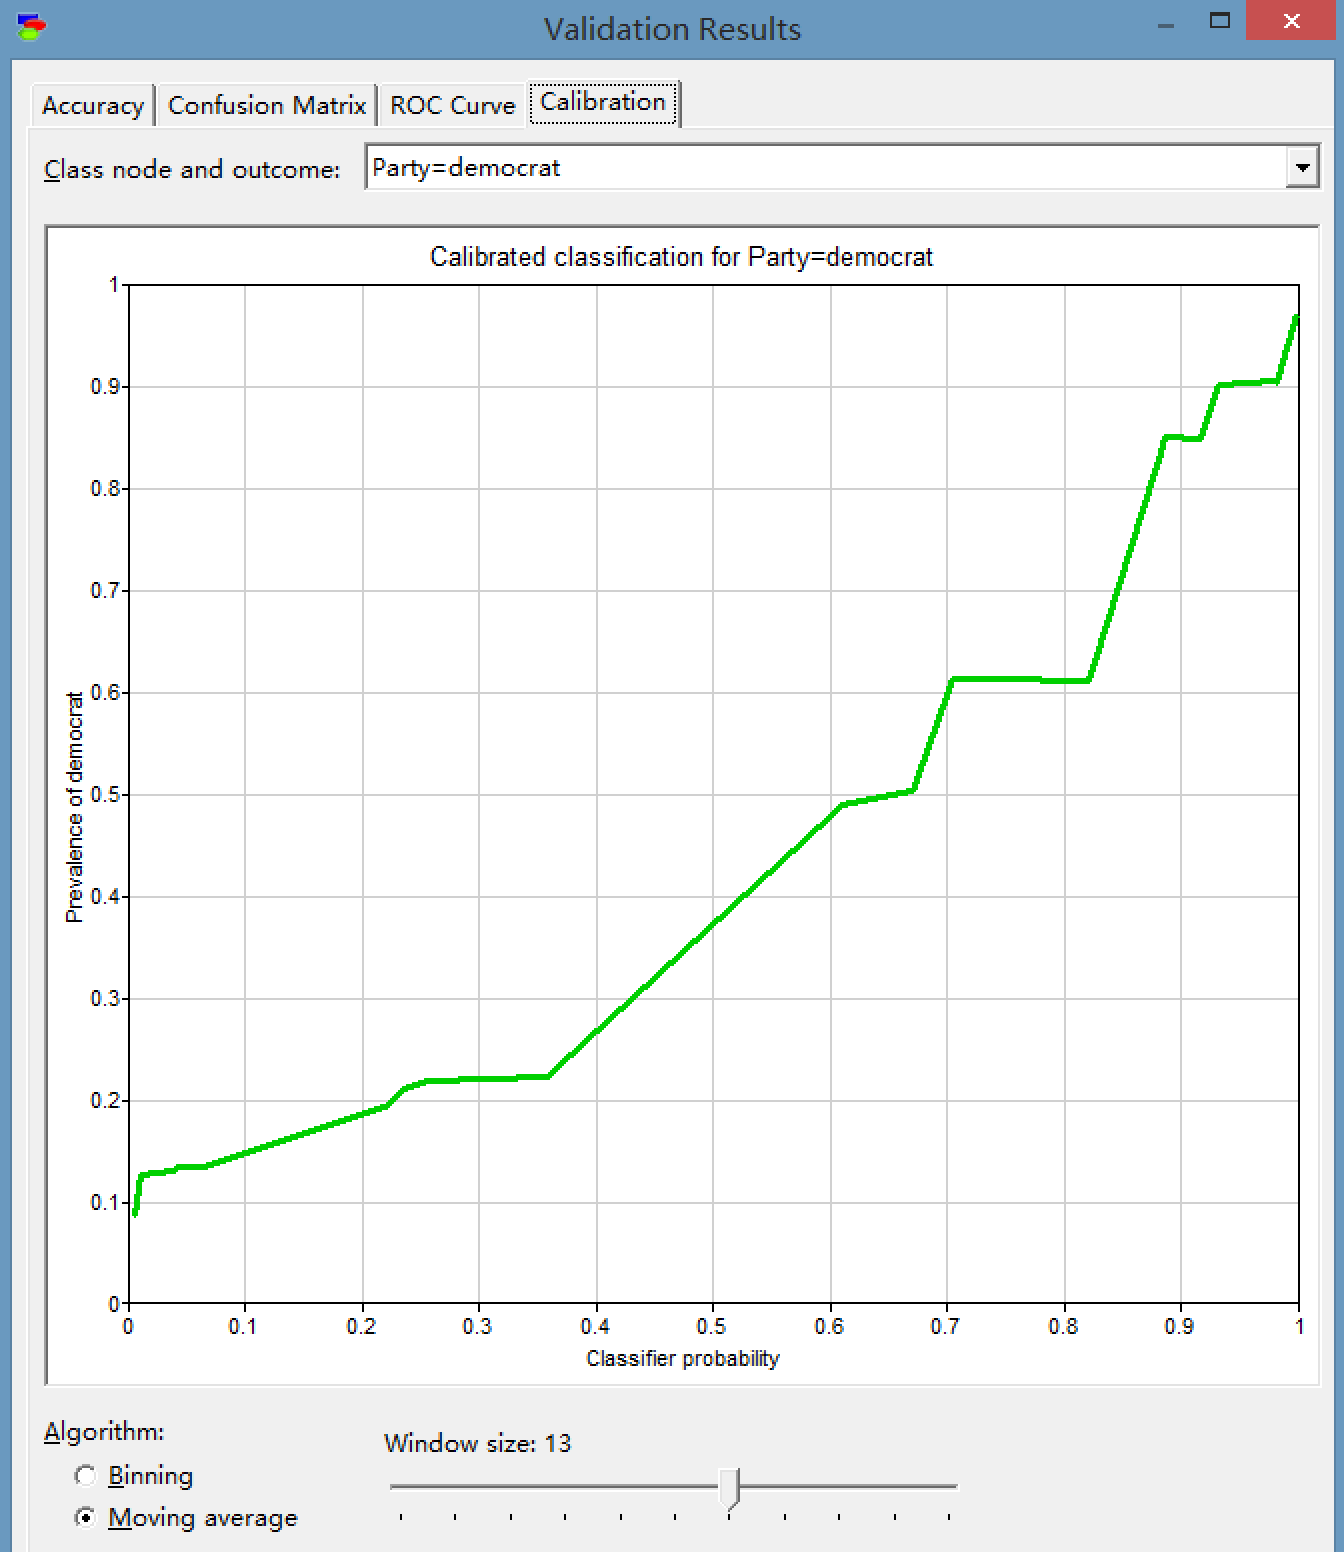 Validation Results
Accuracy Confusion Matrix ROC Curve Calibration
Class node and outcome: Party=democrat
Calibrated classification for Party=democrat
1
0.9
0.8
0.7
0.6
0.5
0.4
0.3
0.2
0.1
0
Prevalence of democrat
0 0.1 0.2 0.3 0.4 0.5 0.6 0.7 0.8 0.9 1
Classifier probability
Algorithm:
Window size: 13
Binning
Moving average